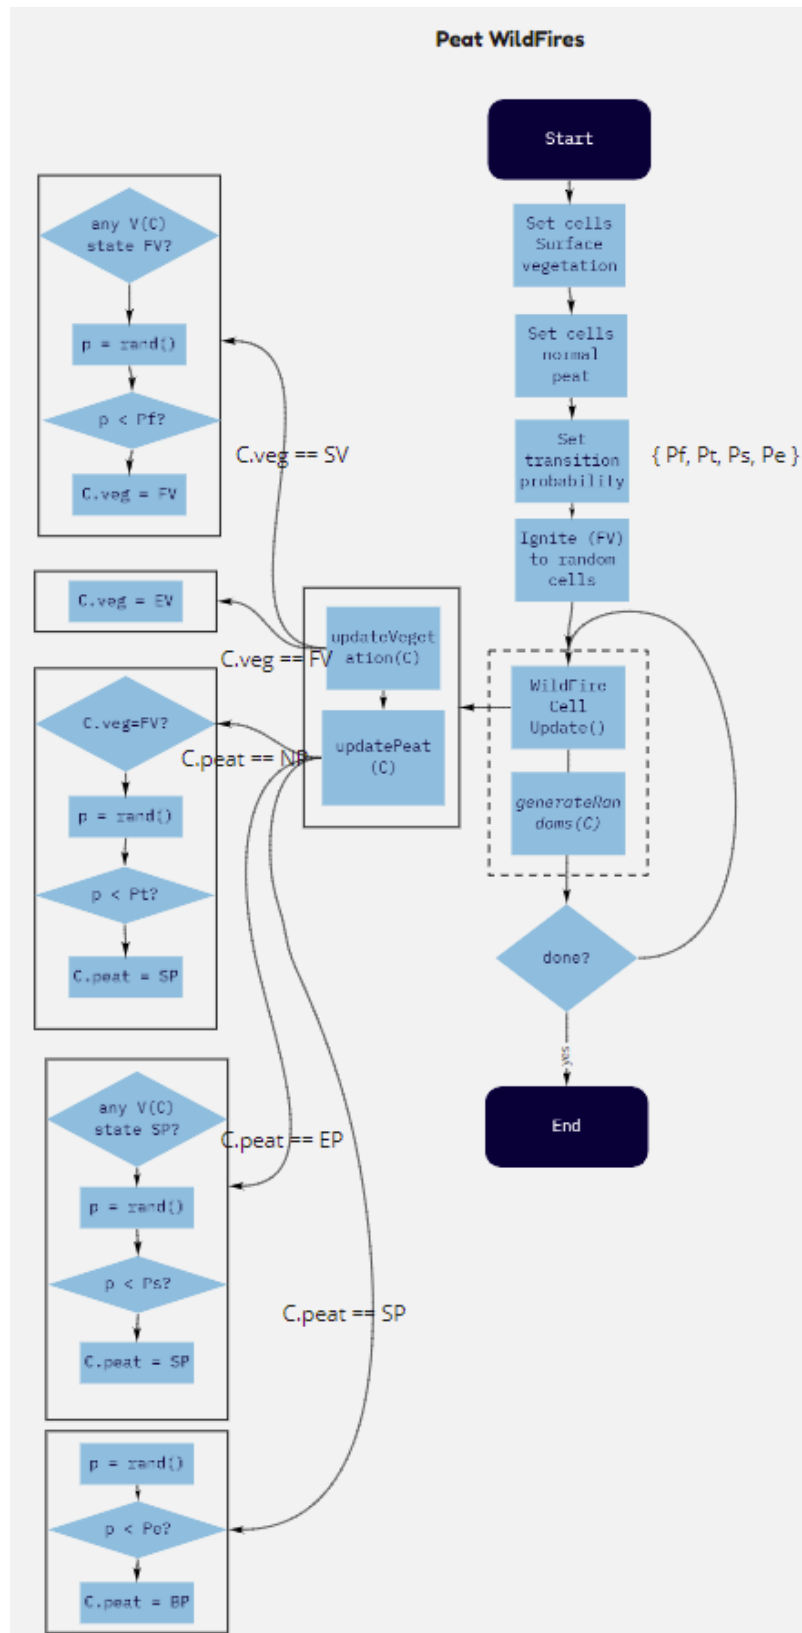 Peat WildFires
Start
Set cells
Surface
vegetation
Set cells
normal
peat
Set
transition
probability
{ Pf, Pt, Ps, Pe }
Ignite (FV)
to random
cells
WildFire
Cell
Update()
generateRan
doms(C)
done?
yes
End
updateVeget
ation(C)
updatePeat
(C)
C.veg == SV
any V(C)
state FV?
p = rand()
p < Pf?
C.veg = FV
C.veg == FV
C.veg = EV
C.peat == NP
C.veg=FV?
p = rand()
p < Pt?
C.peat = SP
C.peat == EP
any V(C)
state SP?
p = rand()
p < Ps?
C.peat = SP
C.peat == SP
p = rand()
p < Pe?
C.peat = BP